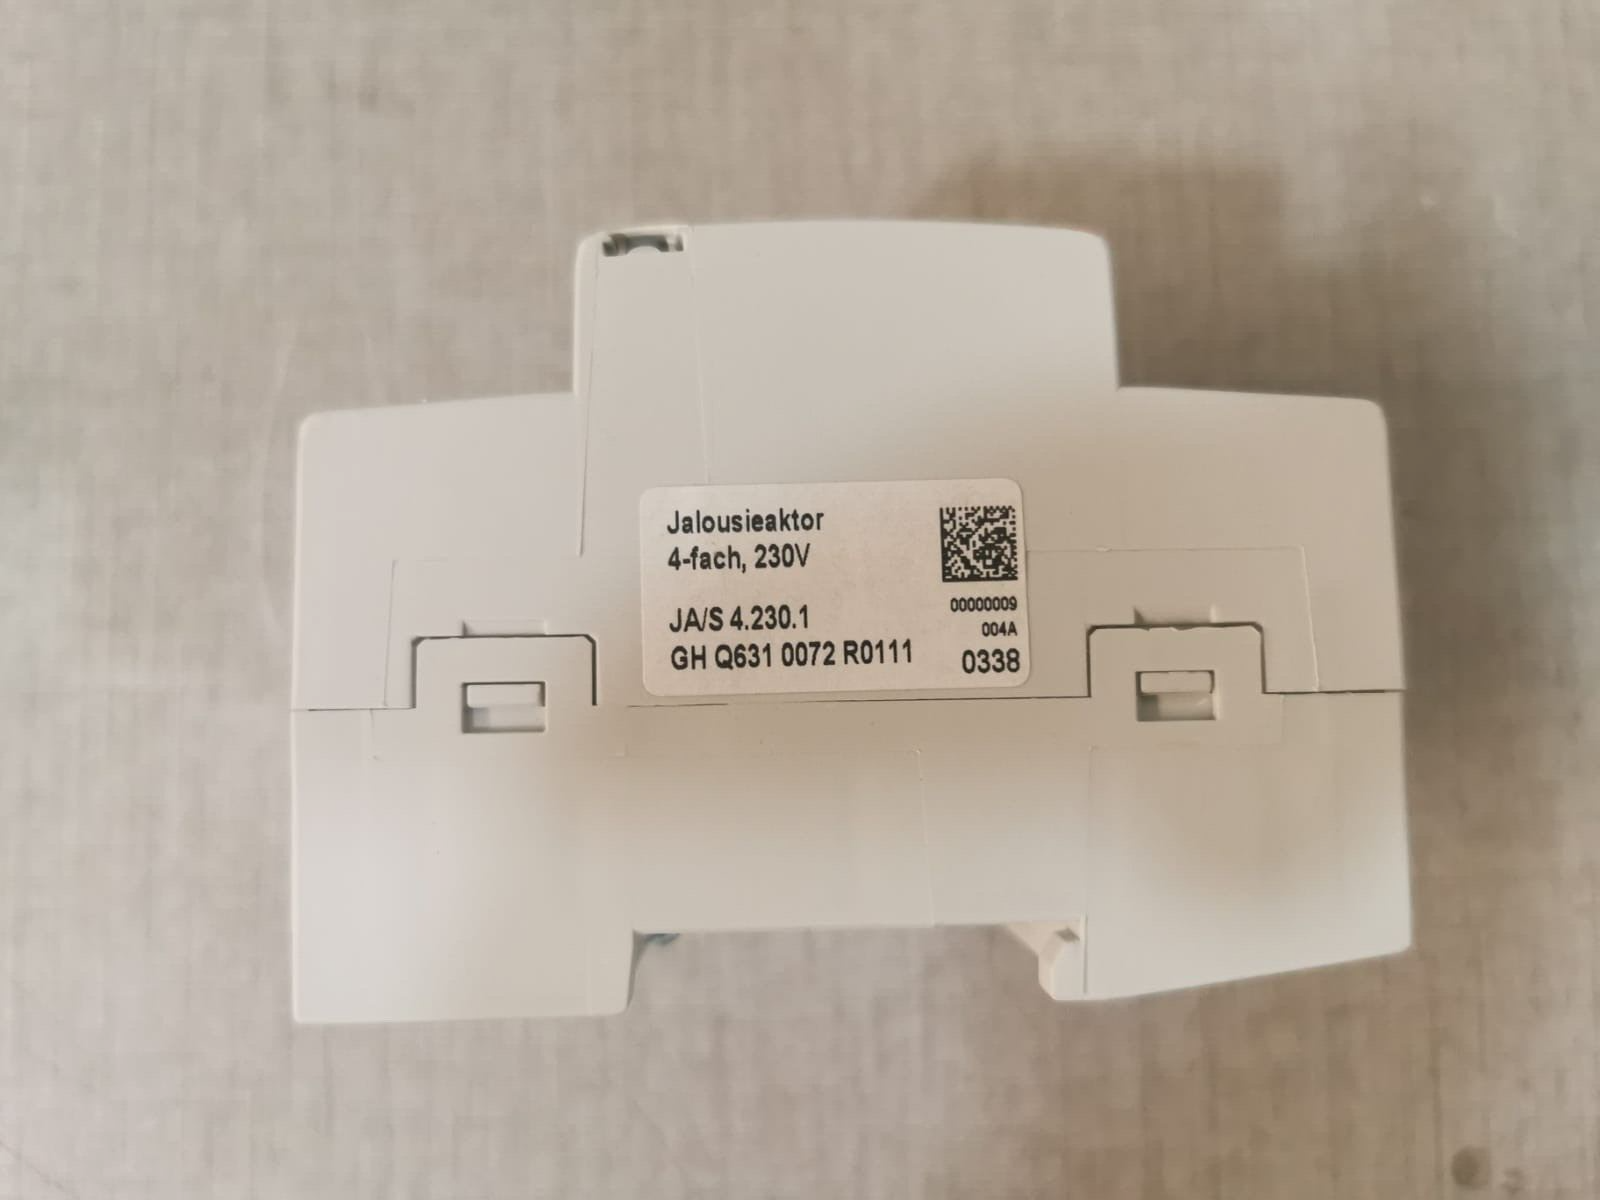 Jalousieaktor
4-fach, 230V
JA/S 4.230.1
GH Q631 0072 R0111
00000009
004A
0338